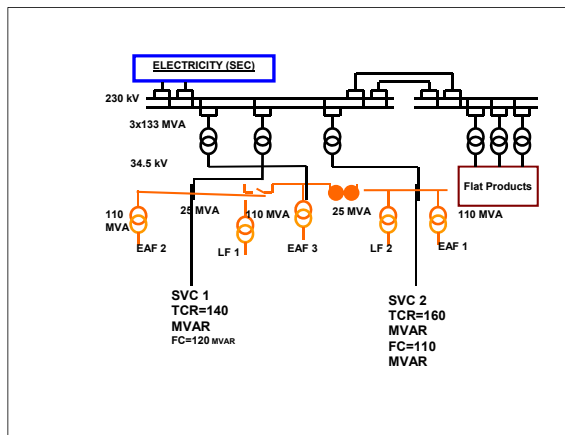 ELECTRICITY (SEC)
230 kV
3x133 MVA
34.5 kV
Flat Products
110
MVA
25 MVA
110 MVA
25 MVA
110 MVA
EAF 2
LF 1
EAF 3
LF 2
EAF 1
SVC 1
TCR=140
MVAR
FC=120 MVAR
SVC 2
TCR=160
MVAR
FC=110
MVAR